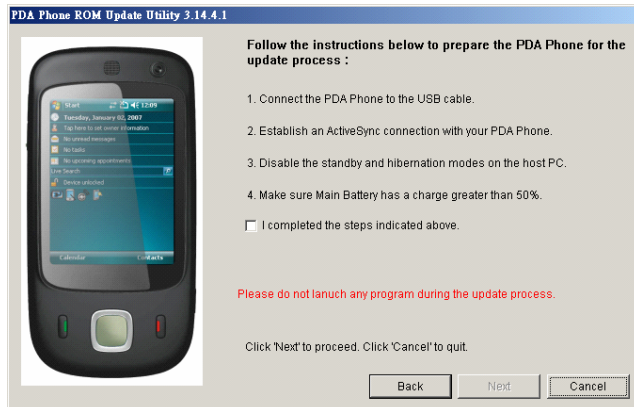 PDA Phone ROM Update Utility 3.14.4.1
Follow the instructions below to prepare the PDA Phone for the
update process :
1. Connect the PDA Phone to the USB cable.
2. Establish an ActiveSync connection with your PDA Phone.
3. Disable the standby and hibernation modes on the host PC.
4. Make sure Main Battery has a charge greater than 50%.
I completed the steps indicated above.
Please do not lanuch any program during the update process.
Click 'Next' to proceed. Click 'Cancel' to quit.
Back
Next
Cancel
Start
12:09
Tuesday, January 02, 2007
Tap here to set owner information
No unread messages
No tasks
No upcoming appointments
Live Search
Device unlocked
Calendar
Contacts